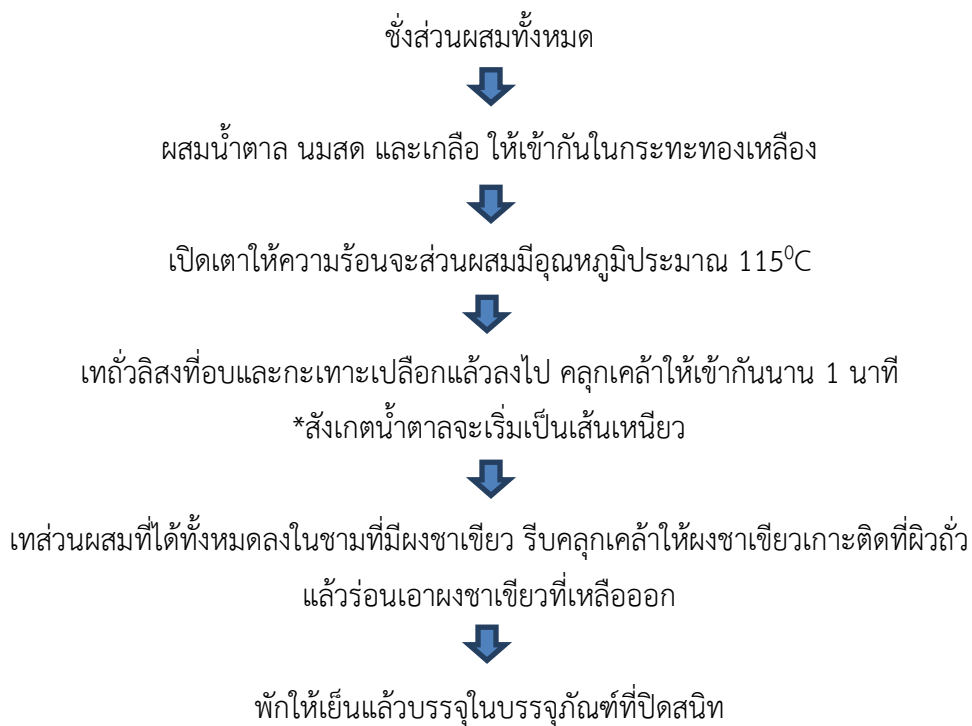 ชั่งส่วนผสมทั้งหมด
ผสมน้ำตาล นมสด และเกลือ ให้เข้ากันในกระทะทองเหลือง
เปิดเตาให้ความร้อนจะส่วนผสมมีอุณหภูมิประมาณ 115⁰C
เทถั่วลิสงที่อบและกะเทาะเปลือกแล้วลงไป คลุกเคล้าให้เข้ากันนาน 1 นาที
*สังเกตน้ำตาลจะเริ่มเป็นเส้นเหนียว
เทส่วนผสมที่ได้ทั้งหมดลงในชามที่มีผงชาเขียว รีบคลุกเคล้าให้ผงชาเขียวเกาะติดที่ผิวถั่ว
แล้วร่อนเอาผงชาเขียวที่เหลือออก
พักให้เย็นแล้วบรรจุในบรรจุภัณฑ์ที่ปิดสนิท